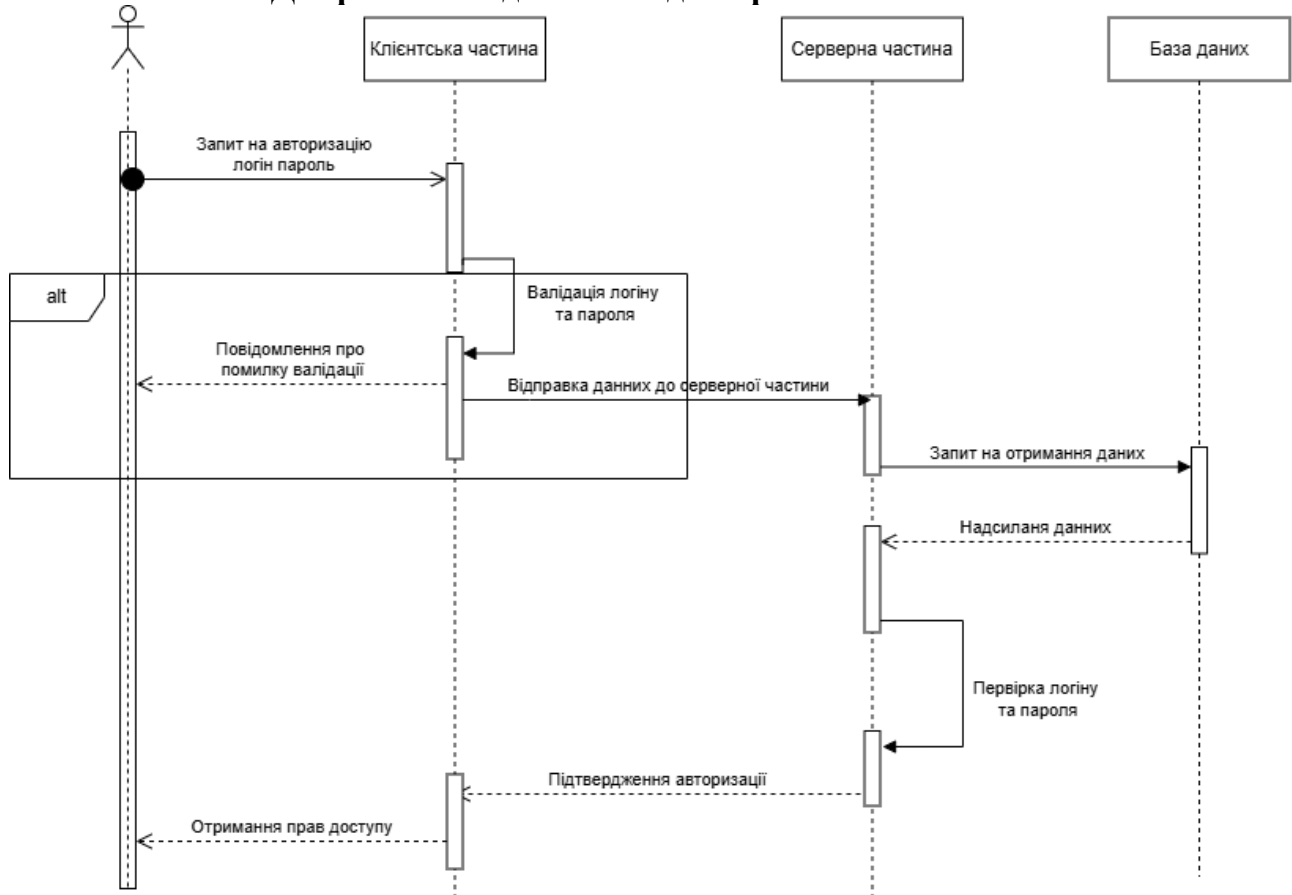 Клієнтська частина
Серверна частина
База даних
Запит на авторизацію
логін пароль
alt
Валідація логіну
та пароля
Повідомлення про
помилку валідації
Відправка данних до серверної частини
Запит на отримання даних
Надсиланя данних
Первірка логіну
та пароля
Підтвердження авторизації
Отримання прав доступу